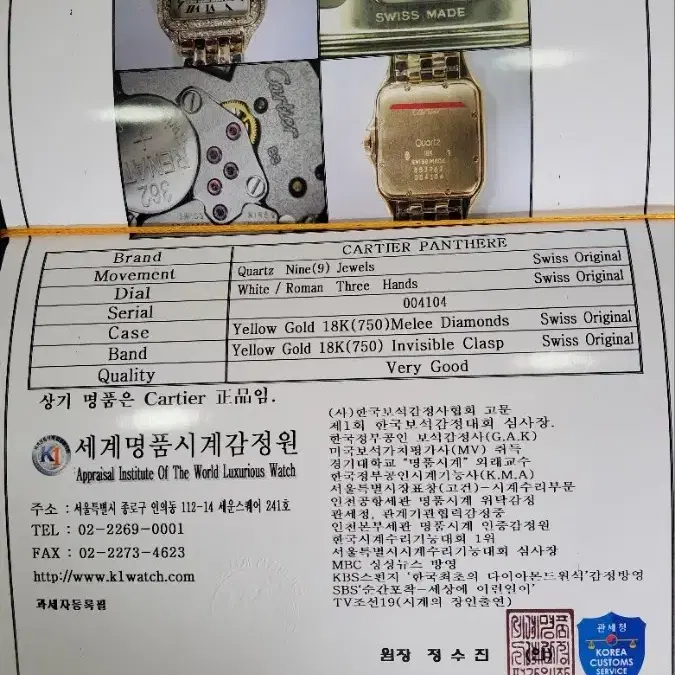 SWISS MADE
Cartier
RENATA
362
Cartier
Quartz
18K
Brand CARTIER PANTHERE
Movement Quartz Nine(9) Jewels Swiss Original
Dial White / Roman Three Hands Swiss Original
Serial 004104
Case Yellow Gold 18K(750)Melee Diamonds Swiss Original
Band Yellow Gold 18K(750) Invisible Clasp Swiss Original
Quality Very Good
상기 명품은 Cartier 正品임.
KI 세계명품시계감정원
Appraisal Institute Of The World Luxurious Watch
주소 : 서울특별시 종로구 인의동 112-14 세운스퀘어 241호
TEL : 02-2269-0001
FAX : 02-2273-4623
http://www.k1watch.com
과세자등록필
(사)한국보석감정사협회 고문
제1회 한국보석감정대회 심사장.
한국정부공인 보석감정사(G.A.K)
미국보석가치평가사(MV) 취득
경기대학교 "명품시계" 외래교수
한국정부공인시계기능사(K.M.A)
서울특별시장표창(고건)-시계수리부문
인천공항세관 명품시계 위탁감정
관세청, 관계기관협력감정중
인천본부세관 명품시계 인증감정원
한국시계수리기능대회 1위
서울특별시시계수리기능대회 심사장
MBC 싱싱뉴스 방영
KBS스펀지 '한국최초의 다이아몬드위석'감정방영
SBS'순간포착-세상에 이런일이'
TV조선19(시계의 장인출연)
원장 정수진 (인)
관세청
KOREA
CUSTOMS
SERVICE